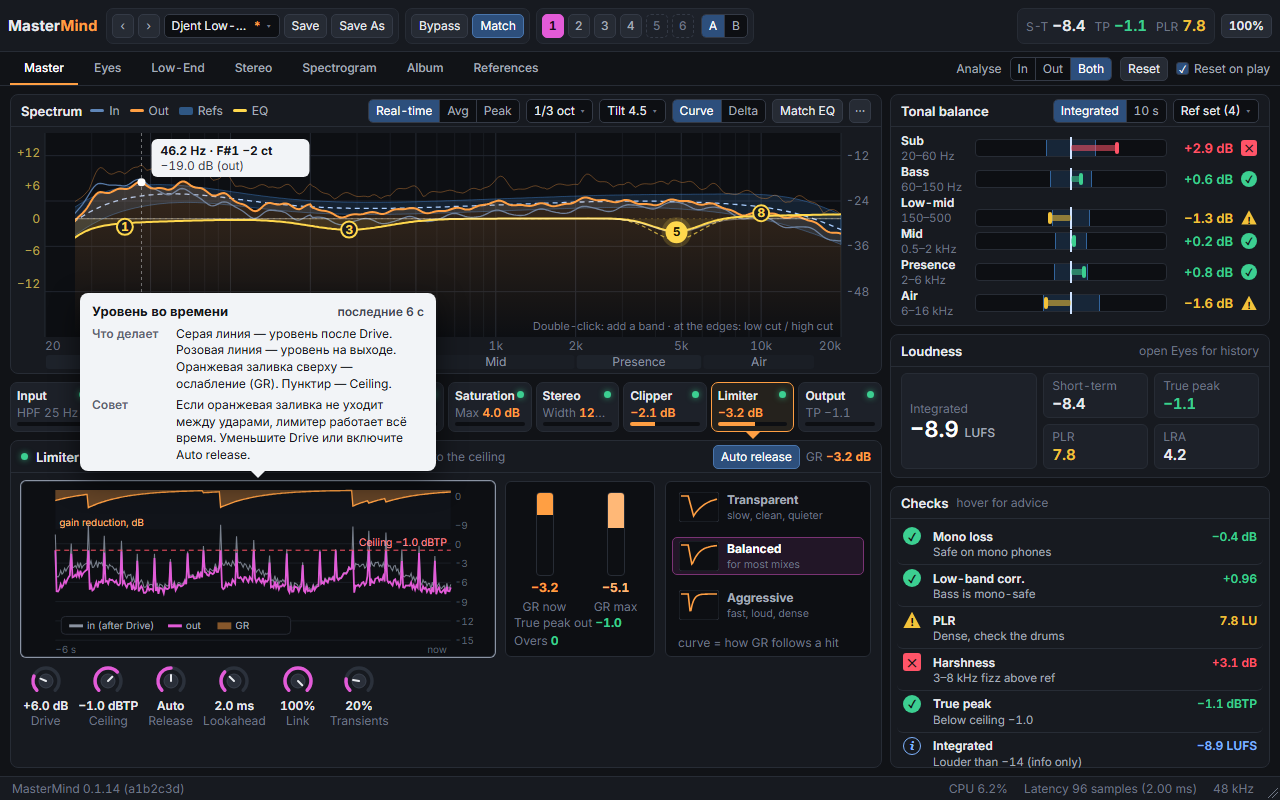 MasterMind ‹ › Djent Low-... * Save Save As Bypass Match 1 2 3 4 5 6 A B S-T −8.4 TP −1.1 PLR 7.8 100%
Master Eyes Low-End Stereo Spectrogram Album References Analyse In Out Both Reset Reset on play
Spectrum In Out Refs EQ Real-time Avg Peak 1/3 oct Tilt 4.5 Curve Delta Match EQ ...
46.2 Hz · F#1 −2 ct
−19.0 dB (out)
+12 −12
+6 −24
0
−6 −36
−12 −48
1 3 5 8
Double-click: add a band · at the edges: low cut / high cut
20 1k 2k 5k 10k 20k
Mid Presence Air
Уровень во времени последние 6 с
Что делает Серая линия — уровень после Drive.
Розовая линия — уровень на выходе.
Оранжевая заливка сверху —
ослабление (GR). Пунктир — Ceiling.
Совет Если оранжевая заливка не уходит
между ударами, лимитер работает всё
время. Уменьшите Drive или включите
Auto release.
Input
HPF 25 Hz
Saturation
Max 4.0 dB
Stereo
Width 12...
Clipper
−2.1 dB
Limiter
−3.2 dB
Output
TP −1.1
Limiter o the ceiling Auto release GR −3.2 dB
0
gain reduction, dB
−9
Ceiling −1.0 dBTP
0
−3
−6
−9
−12
−15
in (after Drive) out GR
−6 s now
−3.2 −5.1
GR now GR max
True peak out −1.0
Overs 0
Transparent
slow, clean, quieter
Balanced
for most mixes
Aggressive
fast, loud, dense
curve = how GR follows a hit
+6.0 dB −1.0 dBTP Auto 2.0 ms 100% 20%
Drive Ceiling Release Lookahead Link Transients
Tonal balance Integrated 10 s Ref set (4)
Sub
20–60 Hz
+2.9 dB
Bass
60–150 Hz
+0.6 dB
Low-mid
150–500
−1.3 dB
Mid
0.5–2 kHz
+0.2 dB
Presence
2–6 kHz
+0.8 dB
Air
6–16 kHz
−1.6 dB
Loudness open Eyes for history
Integrated
−8.9 LUFS
Short-term
−8.4
True peak
−1.1
PLR
7.8
LRA
4.2
Checks hover for advice
Mono loss −0.4 dB
Safe on mono phones
Low-band corr. +0.96
Bass is mono-safe
PLR 7.8 LU
Dense, check the drums
Harshness +3.1 dB
3–8 kHz fizz above ref
True peak −1.1 dBTP
Below ceiling −1.0
Integrated −8.9 LUFS
Louder than −14 (info only)
MasterMind 0.1.14 (a1b2c3d) CPU 6.2% Latency 96 samples (2.00 ms) 48 kHz